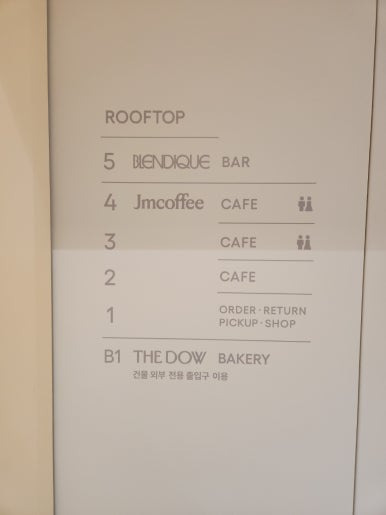 ROOFTOP
5 BLENDIQUE BAR
4 Jmcoffee CAFE
3 CAFE
2 CAFE
1 ORDER · RETURN
PICKUP · SHOP
B1 THE DOW BAKERY
건물 외부 전용 출입구 이용